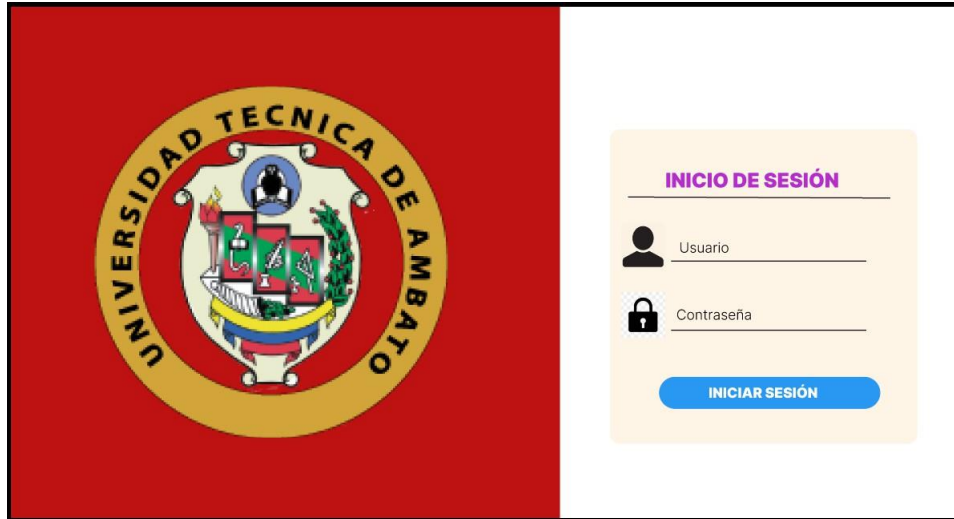 UNIVERSIDAD TECNICA DE AMBATO
INICIO DE SESIÓN
Usuario
Contraseña
INICIAR SESIÓN